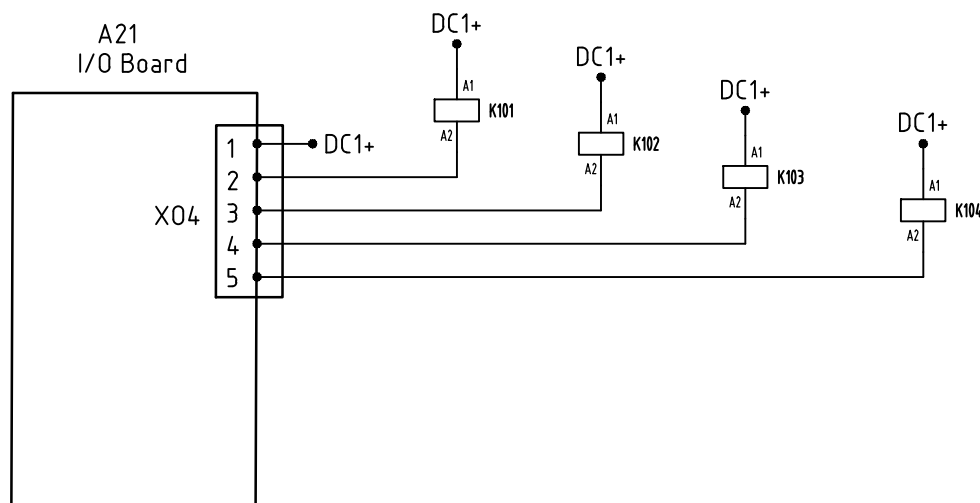 A21
I/O Board
DC1+
A1
K101
A2
DC1+
A1
K102
A2
DC1+
A1
K103
A2
DC1+
A1
K104
A2
X04
1
DC1+
2
3
4
5